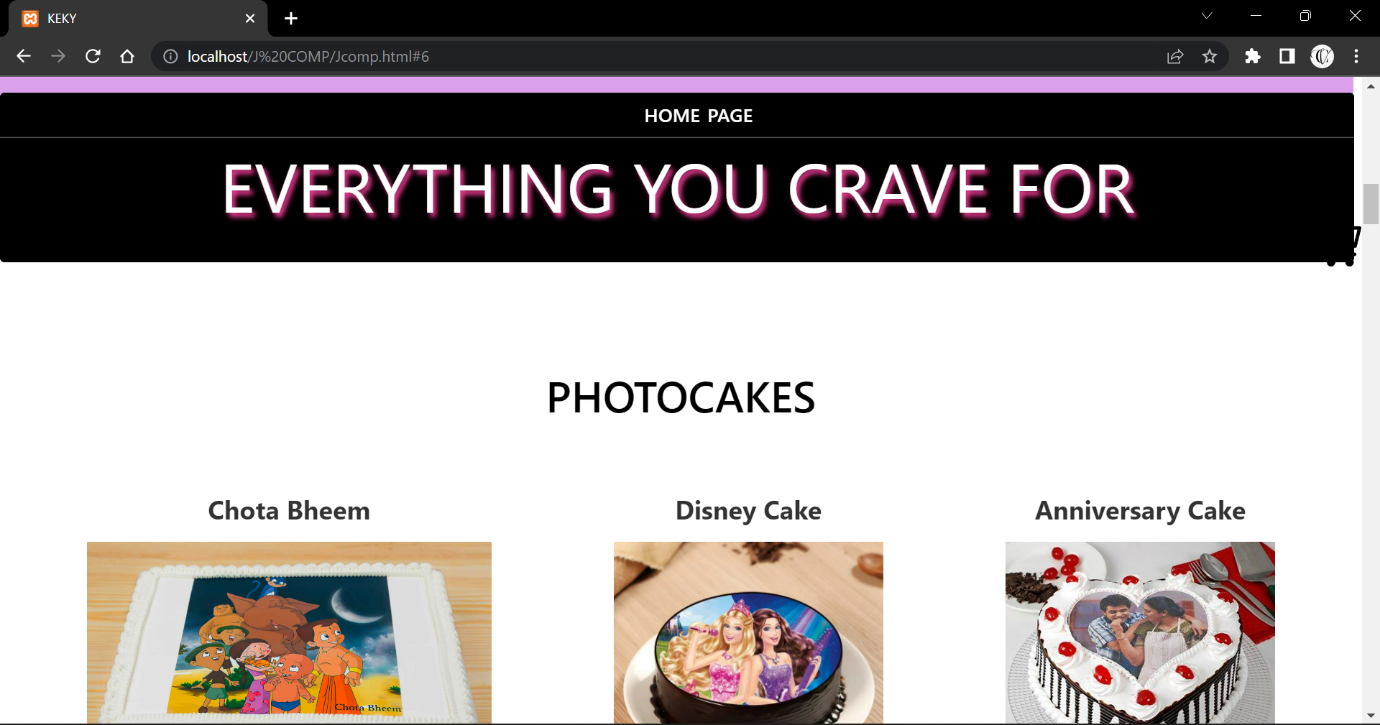 KEKY
localhost/J%20COMP/Jcomp.html#6
HOME PAGE
EVERYTHING YOU CRAVE FOR
PHOTOCAKES
Chota Bheem
Disney Cake
Anniversary Cake
Chota Bheem